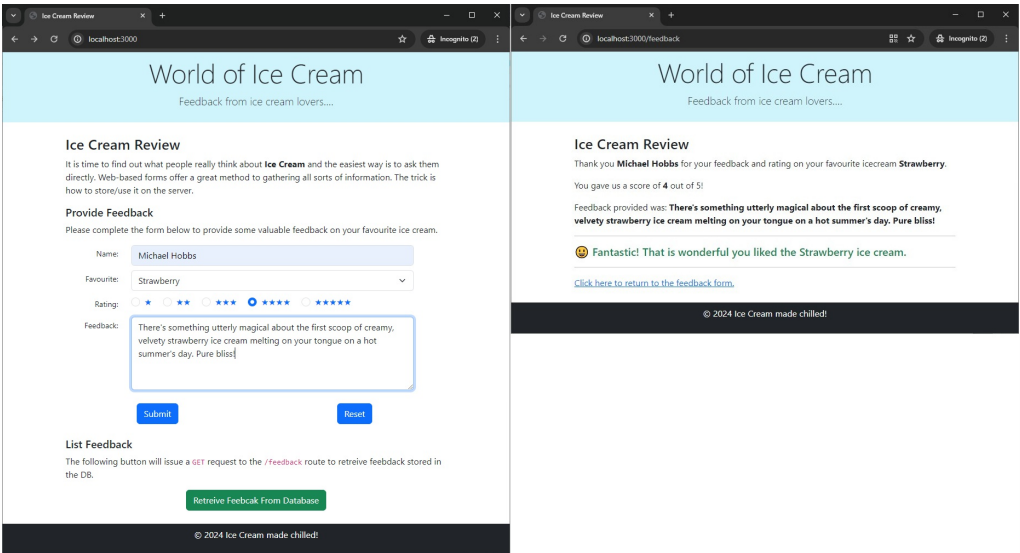 Ice Cream Review
localhost:3000
Incognito (2)
World of Ice Cream
Feedback from ice cream lovers....
Ice Cream Review
It is time to find out what people really think about Ice Cream and the easiest way is to ask them
directly. Web-based forms offer a great method to gathering all sorts of information. The trick is
how to store/use it on the server.
Provide Feedback
Please complete the form below to provide some valuable feedback on your favourite ice cream.
Name: Michael Hobbs
Favourite: Strawberry
Rating: ★ ★★ ★★★ ★★★★ ★★★★★
Feedback: There's something utterly magical about the first scoop of creamy,
velvety strawberry ice cream melting on your tongue on a hot
summer's day. Pure bliss!
Submit Reset
List Feedback
The following button will issue a GET request to the /feedback route to retreive feebdack stored in
the DB.
Retreive Feebcak From Database
© 2024 Ice Cream made chilled!
Ice Cream Review
localhost:3000/feedback
Incognito (2)
World of Ice Cream
Feedback from ice cream lovers....
Ice Cream Review
Thank you Michael Hobbs for your feedback and rating on your favourite icecream Strawberry.
You gave us a score of 4 out of 5!
Feedback provided was: There's something utterly magical about the first scoop of creamy,
velvety strawberry ice cream melting on your tongue on a hot summer's day. Pure bliss!
Fantastic! That is wonderful you liked the Strawberry ice cream.
Click here to return to the feedback form.
© 2024 Ice Cream made chilled!